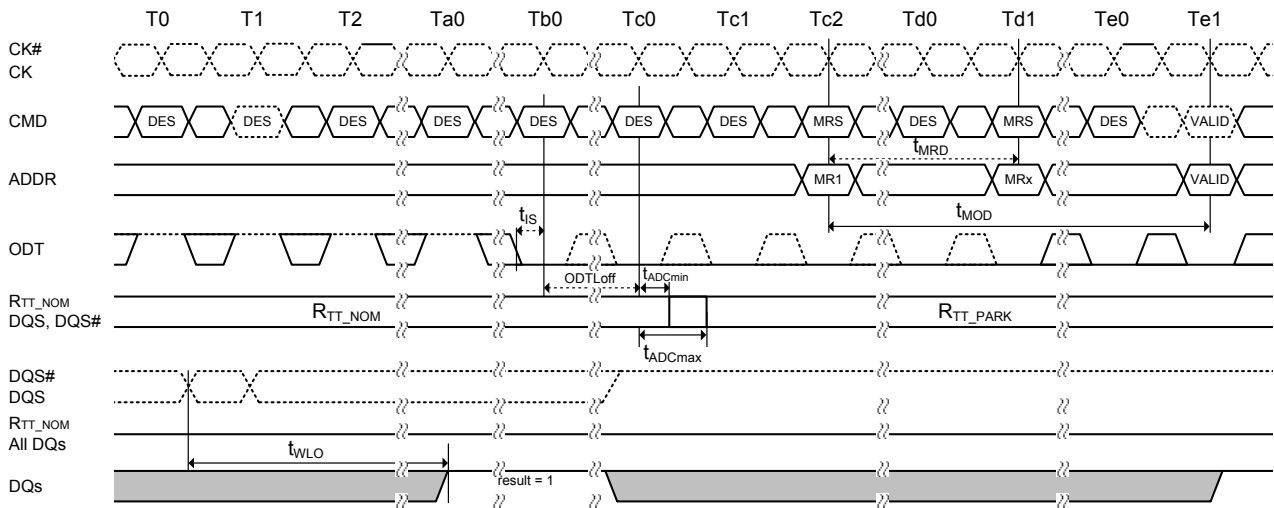 T0 T1 T2 Ta0 Tb0 Tc0 Tc1 Tc2 Td0 Td1 Te0 Te1
CK#
CK
CMD DES DES DES DES DES DES DES MRS DES MRS DES VALID
tMRD
ADDR MR1 MRx VALID
tIS tMOD
ODT
ODTLoff tADCmin
RTT_NOM
DQS, DQS# RTT_NOM RTT_PARK
tADCmax
DQS#
DQS
RTT_NOM
All DQs
tWLO
DQs result = 1